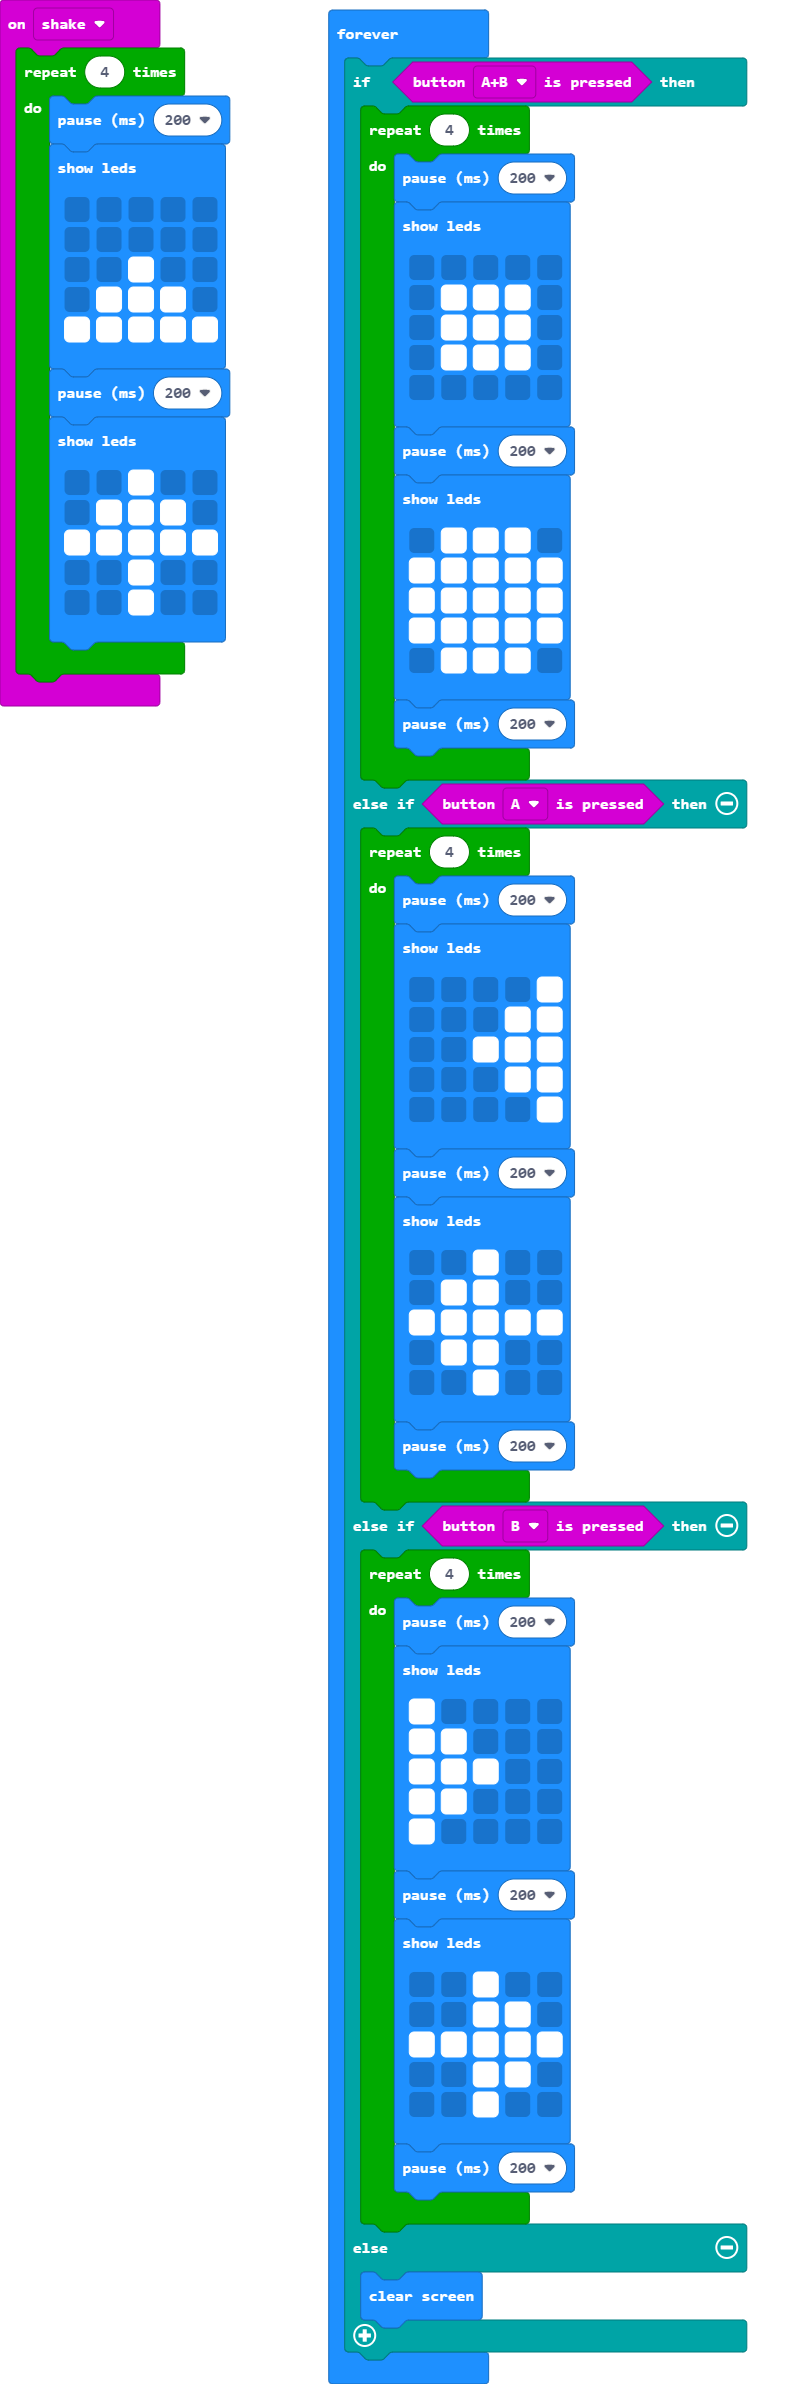 on shake
repeat 4 times
do
pause (ms) 200
show leds
pause (ms) 200
show leds
forever
if button A+B is pressed then
repeat 4 times
do
pause (ms) 200
show leds
pause (ms) 200
show leds
pause (ms) 200
else if button A is pressed then
repeat 4 times
do
pause (ms) 200
show leds
pause (ms) 200
show leds
pause (ms) 200
else if button B is pressed then
repeat 4 times
do
pause (ms) 200
show leds
pause (ms) 200
show leds
pause (ms) 200
else
clear screen